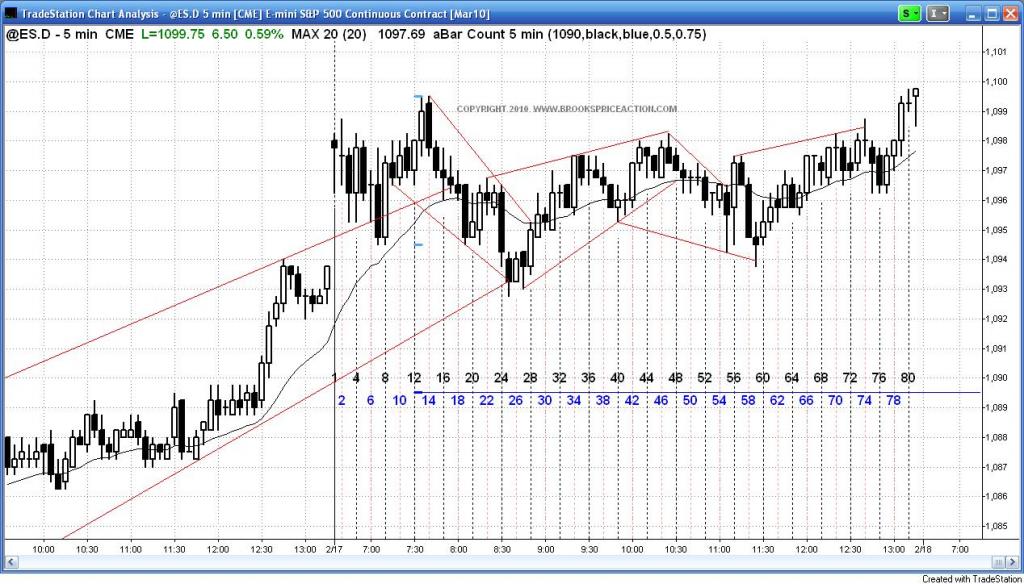 TradeStation Chart Analysis - @ES.D 5 min [CME] E-mini S&P 500 Continuous Contract [Mar10]
S
I
@ES.D - 5 min CME L=1099.75 6.50 0.59% MAX 20 (20) 1097.69 aBar Count 5 min (1090,black,blue,0.5,0.75)
1,101
1,100
COPYRIGHT 2010 WWW.BROOKSPRICEACTION.COM
1,099
1,098
1,097
1,096
1,095
1,094
1,093
1,092
1,091
1,090
1 4 8 12 16 20 24 28 32 36 40 44 48 52 56 60 64 68 72 76 80
2 6 10 14 18 22 26 30 34 38 42 46 50 54 58 62 66 70 74 78
1,089
1,088
1,087
1,086
1,085
10:00 10:30 11:00 11:30 12:00 12:30 13:00 2/17 7:00 7:30 8:00 8:30 9:00 9:30 10:00 10:30 11:00 11:30 12:00 12:30 13:00 2/18 7:00
Created with TradeStation